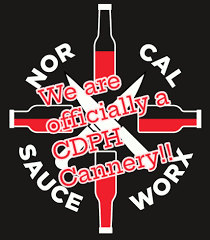 NOR CAL
We are
officially a
CDPH
Cannery!!
SAUCE WORX